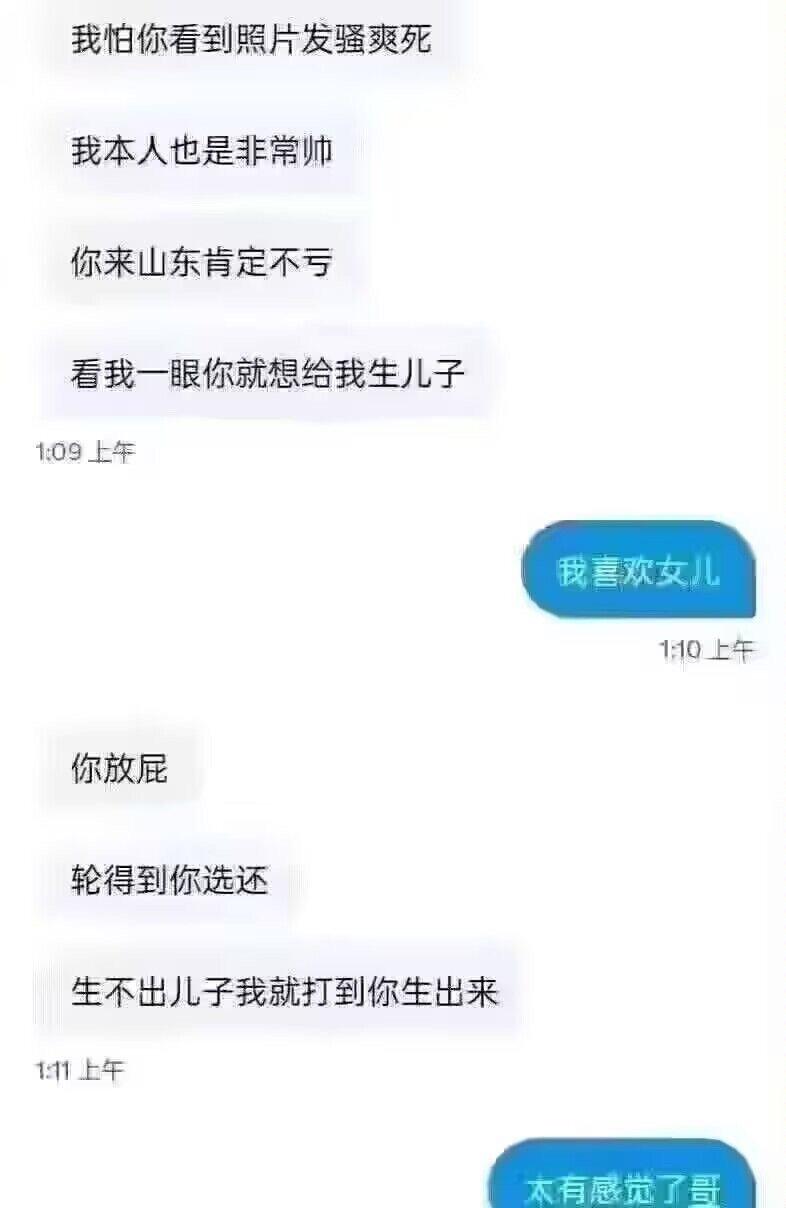 我怕你看到照片发骚爽死
我本人也是非常帅
你来山东肯定不亏
看我一眼你就想给我生儿子
1:09 上午
我喜欢女儿
1:10 上午
你放屁
轮得到你选还
生不出儿子我就打到你生出来
1:11 上午
太有感觉了哥